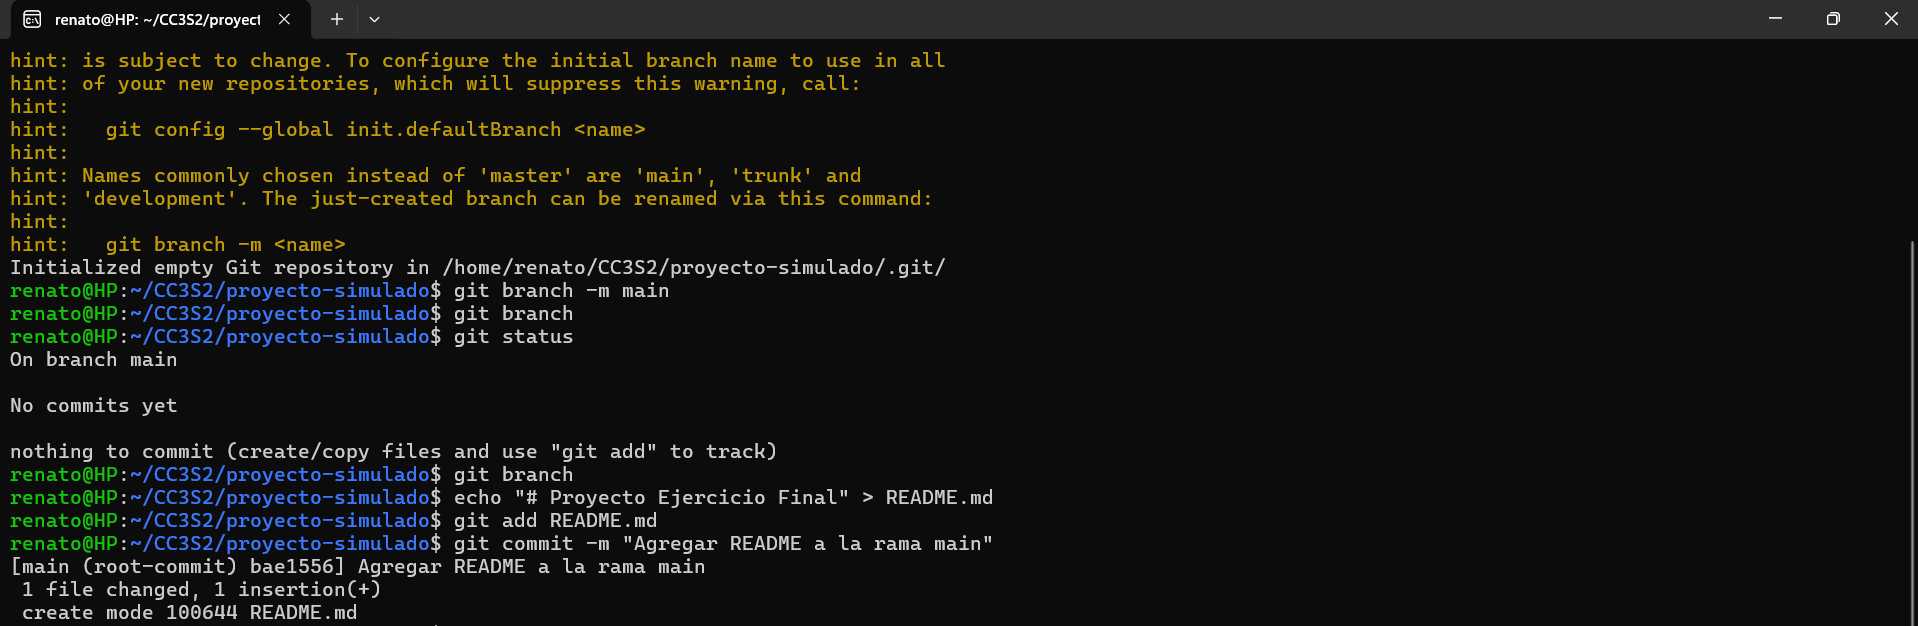 renato@HP: ~/CC3S2/proyect
hint: is subject to change. To configure the initial branch name to use in all
hint: of your new repositories, which will suppress this warning, call:
hint:
hint:   git config --global init.defaultBranch <name>
hint:
hint: Names commonly chosen instead of 'master' are 'main', 'trunk' and
hint: 'development'. The just-created branch can be renamed via this command:
hint:
hint:   git branch -m <name>
Initialized empty Git repository in /home/renato/CC3S2/proyecto-simulado/.git/
renato@HP:~/CC3S2/proyecto-simulado$ git branch -m main
renato@HP:~/CC3S2/proyecto-simulado$ git branch
renato@HP:~/CC3S2/proyecto-simulado$ git status
On branch main
No commits yet
nothing to commit (create/copy files and use "git add" to track)
renato@HP:~/CC3S2/proyecto-simulado$ git branch
renato@HP:~/CC3S2/proyecto-simulado$ echo "# Proyecto Ejercicio Final" > README.md
renato@HP:~/CC3S2/proyecto-simulado$ git add README.md
renato@HP:~/CC3S2/proyecto-simulado$ git commit -m "Agregar README a la rama main"
[main (root-commit) bae1556] Agregar README a la rama main
 1 file changed, 1 insertion(+)
 create mode 100644 README.md